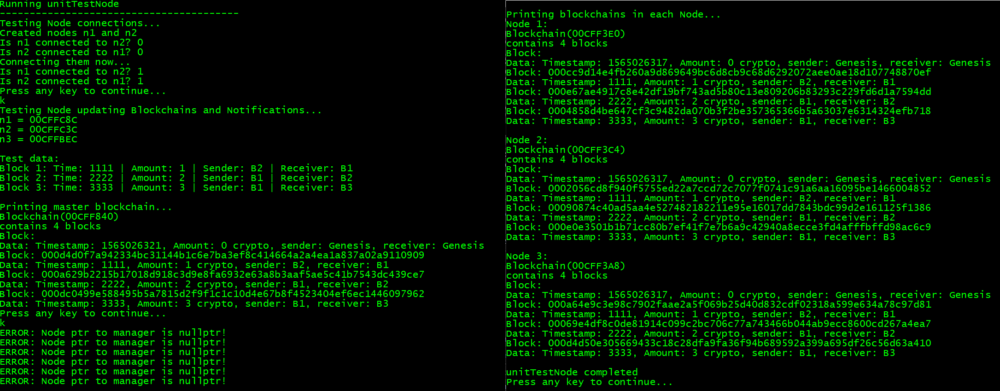 Running unitTestNode
----------------------------------------
Testing Node connections...
Created nodes n1 and n2
Is n1 connected to n2? 0
Is n2 connected to n1? 0
Connecting them now...
Is n1 connected to n2? 1
Is n2 connected to n1? 1
Press any key to continue...
k
Testing Node updating Blockchains and Notifications...
n1 = 00CFFC8C
n2 = 00CFFC3C
n3 = 00CFFBEC
Test data:
Block 1: Time: 1111 | Amount: 1 | Sender: B2 | Receiver: B1
Block 2: Time: 2222 | Amount: 2 | Sender: B1 | Receiver: B2
Block 3: Time: 3333 | Amount: 3 | Sender: B1 | Receiver: B3
Printing master blockchain...
Blockchain(00CFF840)
contains 4 blocks
Block:
Data: Timestamp: 1565026321, Amount: 0 crypto, sender: Genesis, receiver: Genesis
Block: 000d4d0f7a942334bc31144b1c6e7ba3ef8c414664a2a4ea1a837a02a9110909
Data: Timestamp: 1111, Amount: 1 crypto, sender: B2, receiver: B1
Block: 000a629b2215b17018d918c3d9e8fa6932e63a8b3aaf5ae5c41b7543dc439ce7
Data: Timestamp: 2222, Amount: 2 crypto, sender: B1, receiver: B2
Block: 000dc0499e588495b5a7815d2f9f1c1c10d4e67b8f4523404ef6ec1446097962
Data: Timestamp: 3333, Amount: 3 crypto, sender: B1, receiver: B3
Press any key to continue...
k
ERROR: Node ptr to manager is nullptr!
ERROR: Node ptr to manager is nullptr!
ERROR: Node ptr to manager is nullptr!
ERROR: Node ptr to manager is nullptr!
ERROR: Node ptr to manager is nullptr!
ERROR: Node ptr to manager is nullptr!
Printing blockchains in each Node...
Node 1:
Blockchain(00CFF3E0)
contains 4 blocks
Block:
Data: Timestamp: 1565026317, Amount: 0 crypto, sender: Genesis, receiver: Genesis
Block: 000cc9d14e4fb260a9d869649bc6d8cb9c68d6292072aee0ae18d107748870ef
Data: Timestamp: 1111, Amount: 1 crypto, sender: B2, receiver: B1
Block: 000e67ae4917c8e42df19bf743ad5b80c13e809206b83293c229fd6d1a7594dd
Data: Timestamp: 2222, Amount: 2 crypto, sender: B1, receiver: B2
Block: 0004858d4be647cf3c9482da070b3f2be357365366b5a63037e6314324efb718
Data: Timestamp: 3333, Amount: 3 crypto, sender: B1, receiver: B3
Node 2:
Blockchain(00CFF3C4)
contains 4 blocks
Block:
Data: Timestamp: 1565026317, Amount: 0 crypto, sender: Genesis, receiver: Genesis
Block: 0002056cd8f940f5755ed22a7ccd72c7077f0741c91a6aa16095be1466004852
Data: Timestamp: 1111, Amount: 1 crypto, sender: B2, receiver: B1
Block: 00090874c40ad5aa4e527482182211e95e16017dd7843bdc99d2e161125f1386
Data: Timestamp: 2222, Amount: 2 crypto, sender: B1, receiver: B2
Block: 000e0e3501b1b71cc80b7ef41f7e7b6a9c42940a8ecce3fd4afffbffd98ac6c9
Data: Timestamp: 3333, Amount: 3 crypto, sender: B1, receiver: B3
Node 3:
Blockchain(00CFF3A8)
contains 4 blocks
Block:
Data: Timestamp: 1565026317, Amount: 0 crypto, sender: Genesis, receiver: Genesis
Block: 000a64e9c3e98c7902faae2a5f069b25d40d832cdf02318a599e634a78c97d81
Data: Timestamp: 1111, Amount: 1 crypto, sender: B2, receiver: B1
Block: 00069e4df8c0de81914c099c2bc706c77a743466b044ab9ecc8600cd267a4ea7
Data: Timestamp: 2222, Amount: 2 crypto, sender: B1, receiver: B2
Block: 000d4d50e305669433c18c28dfa9fa36f94b689592a399a695df26c56d63a410
Data: Timestamp: 3333, Amount: 3 crypto, sender: B1, receiver: B3
unitTestNode completed
Press any key to continue...